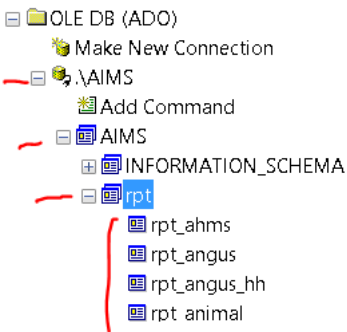 OLE DB (ADO)
Make New Connection
.\AIMS
Add Command
AIMS
INFORMATION_SCHEMA
rpt
rpt_ahms
rpt_angus
rpt_angus_hh
rpt_animal